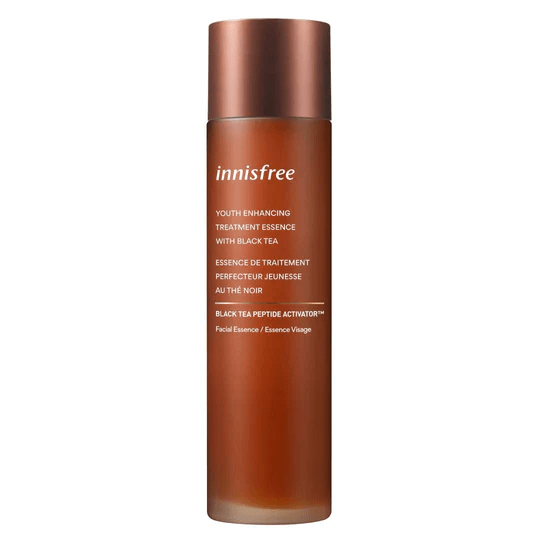 innisfree
YOUTH ENHANCING
TREATMENT ESSENCE
WITH BLACK TEA
ESSENCE DE TRAITEMENT
PERFECTEUR JEUNESSE
AU THÉ NOIR
BLACK TEA PEPTIDE ACTIVATOR™
Facial Essence / Essence Visage